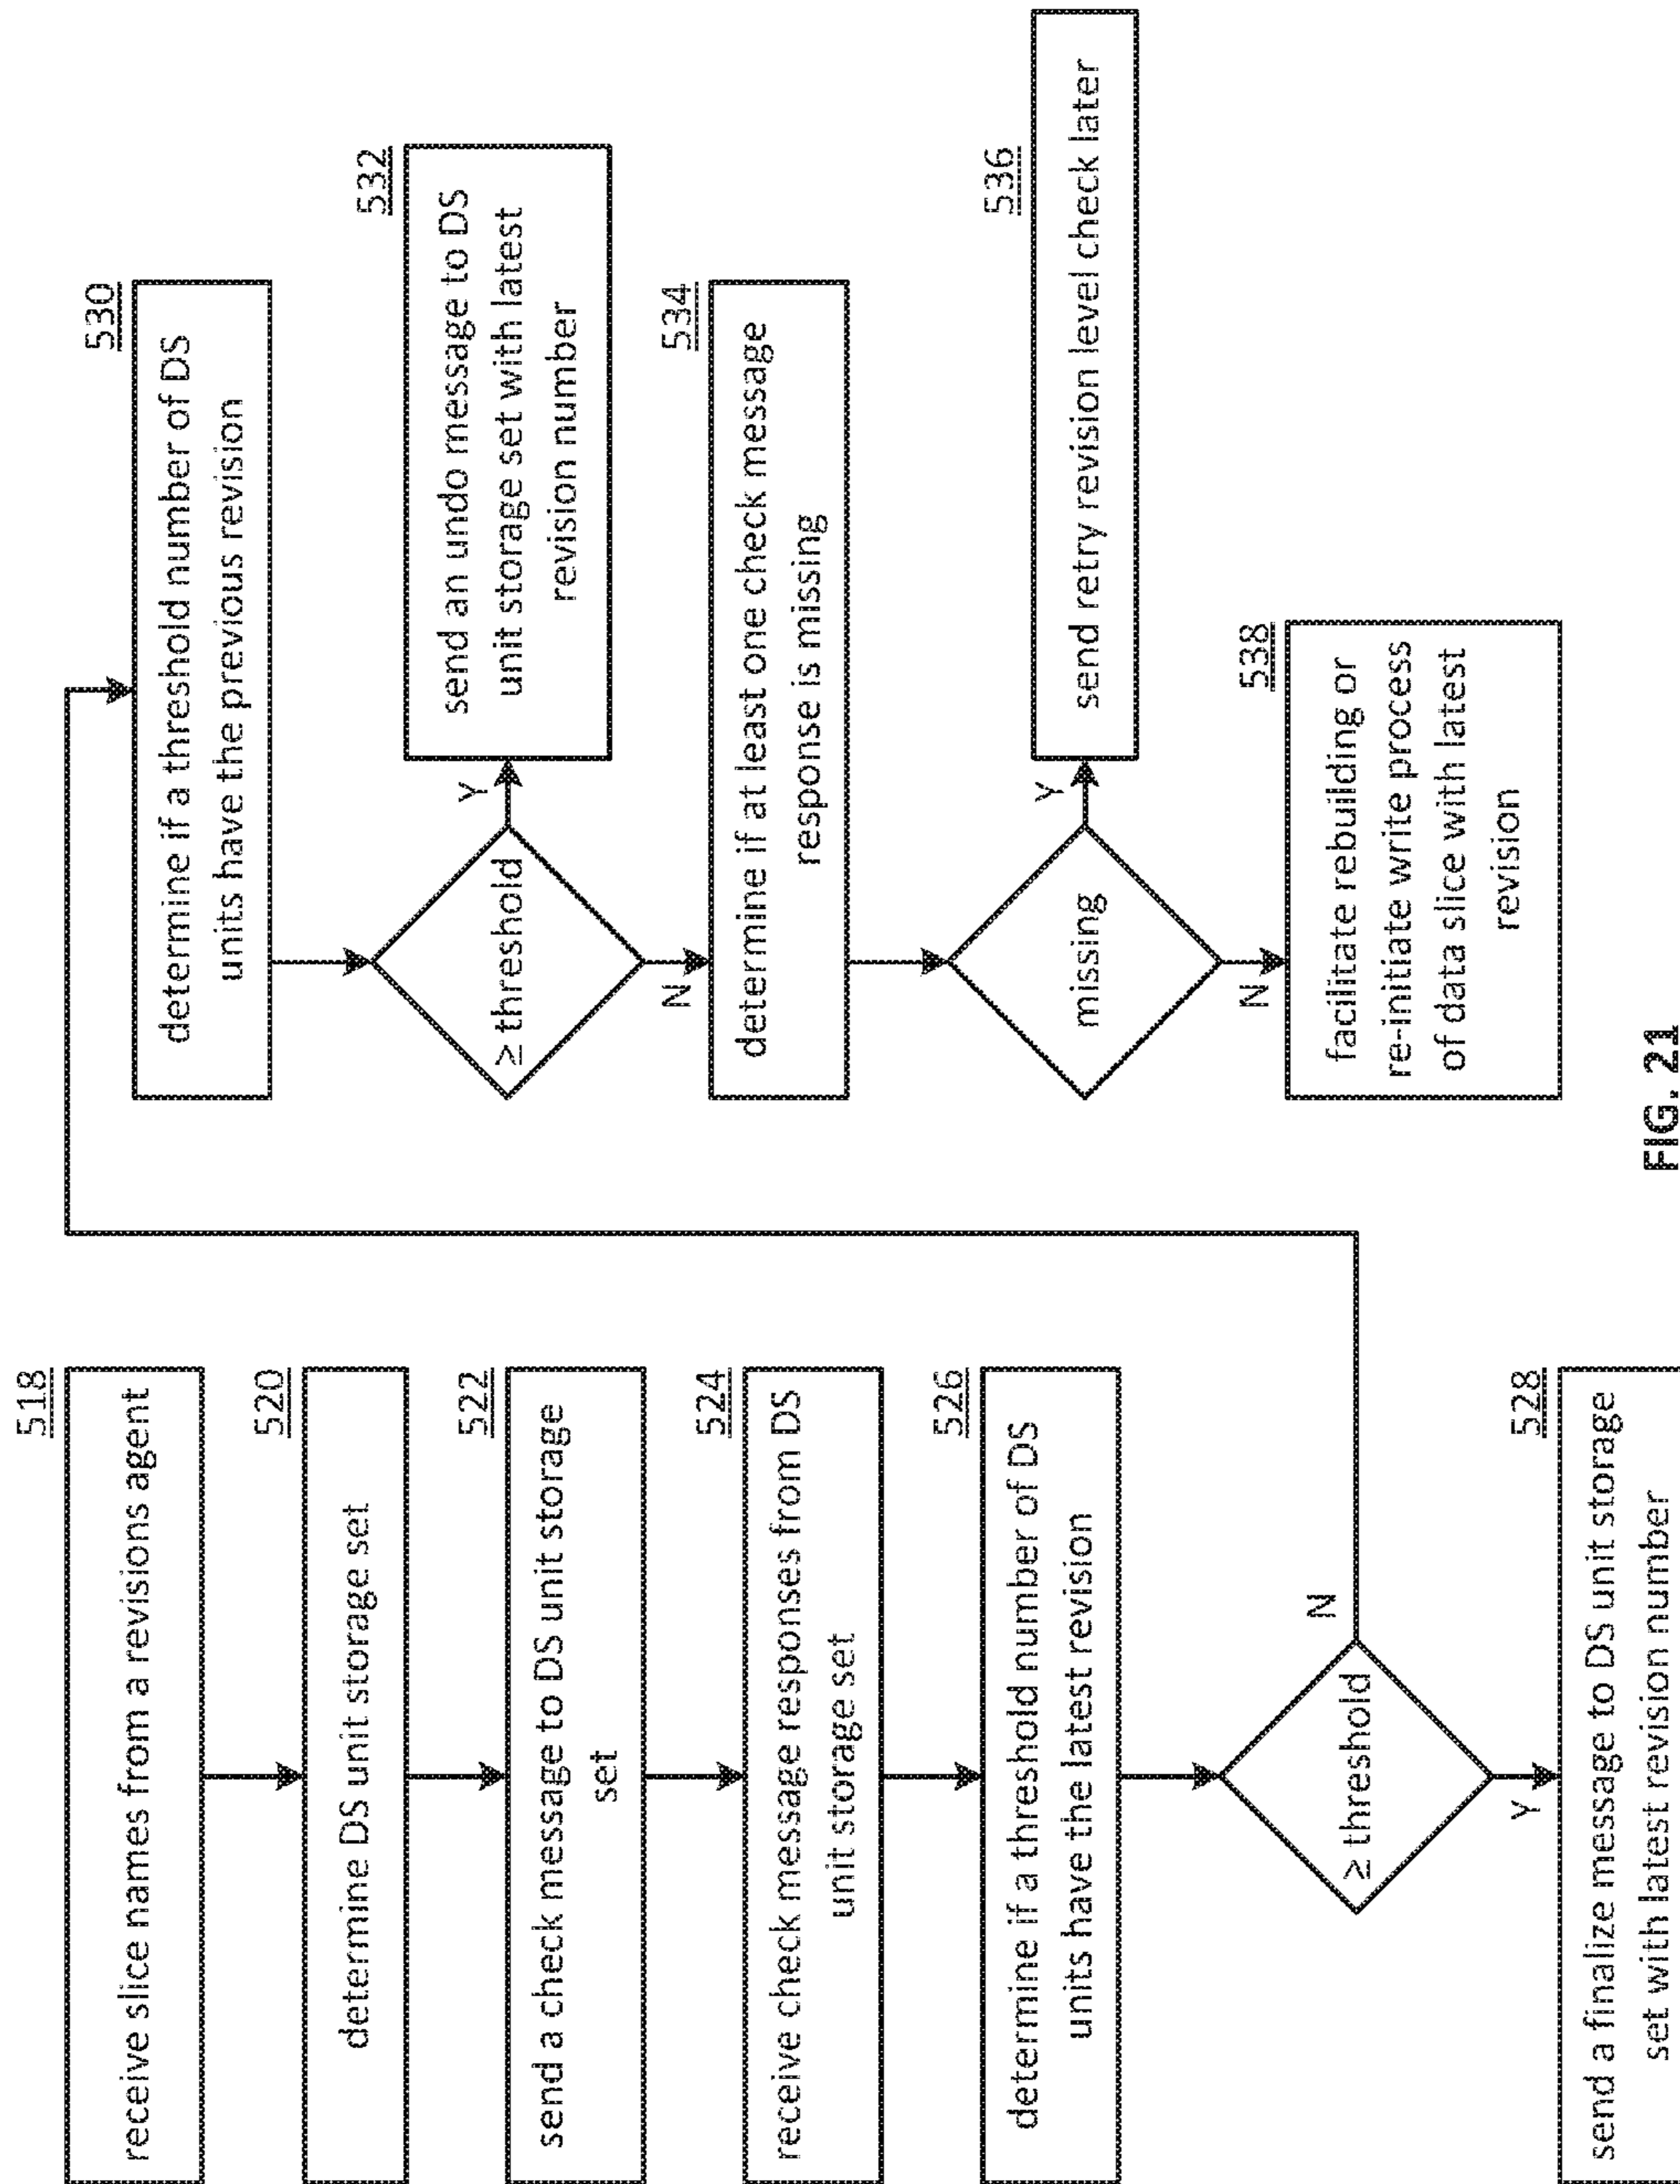 518
receive slice names from a revisions agent
520
determine DS unit storage set
522
send a check message to DS unit storage
set
524
receive check message responses from DS
unit storage set
526
determine if a threshold number of DS
units have the latest revision
≥ threshold
N
Y
528
send a finalize message to DS unit storage
set with latest revision number
530
determine if a threshold number of DS
units have the previous revision
≥ threshold
Y
532
send an undo message to DS
unit storage set with latest
revision number
N
534
determine if at least one check message
response is missing
missing
Y
536
send retry revision level check later
N
538
facilitate rebuilding or
re-initiate write process
of data slice with latest
revision
FIG. 21